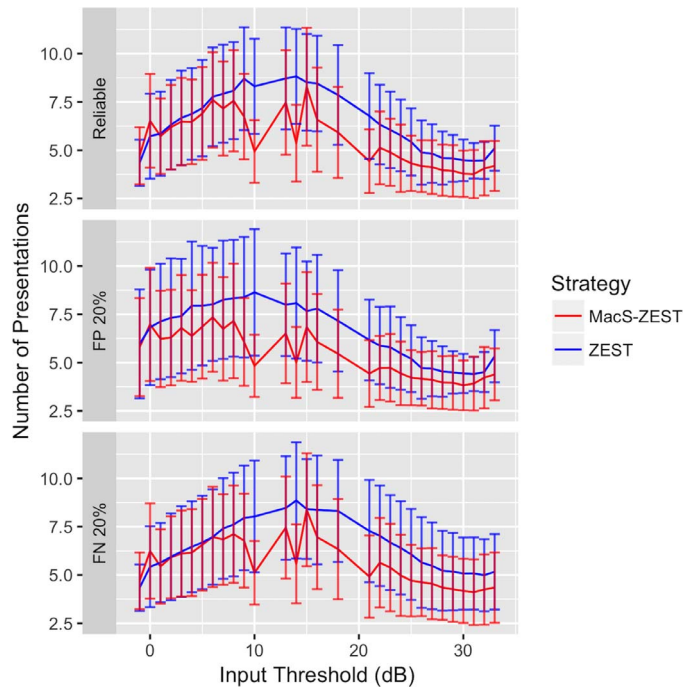 Number of Presentations
Reliable
10.0
7.5
5.0
2.5
FP 20%
10.0
7.5
5.0
2.5
FN 20%
10.0
7.5
5.0
2.5
0
10
20
30
Input Threshold (dB)
Strategy
MacS-ZEST
ZEST